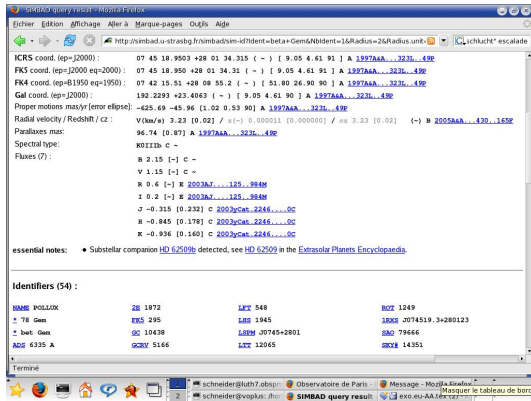 SIMBAD query result - Mozilla Firefox
Fichier Edition Affichage Aller à Marque-pages Outils Aide
http://simbad.u-strasbg.fr/simbad/sim-id?Ident=beta+Gem&NbIdent=1&Radius=2&Radius.unit= schlucht" escalade
ICRS coord. (ep=J2000) : 07 45 18.9503 +28 01 34.315 ( ~ ) [ 9.05 4.61 91 ] A 1997A&A...323L..49P
FK5 coord. (ep=J2000 eq=2000) : 07 45 18.950 +28 01 34.31 ( ~ ) [ 9.05 4.61 91 ] A 1997A&A...323L..49P
FK4 coord. (ep=B1950 eq=1950) : 07 42 15.51 +28 08 55.2 ( ~ ) [ 51.80 26.90 90 ] A 1997A&A...323L..49P
Gal coord. (ep=J2000) : 192.2293 +23.4063 ( ~ ) [ 9.05 4.61 90 ] A 1997A&A...323L..49P
Proper motions mas/yr [error ellipse]: -625.69 -45.96 [1.02 0.53 90] A 1997A&A...323L..49P
Radial velocity / Redshift / cz : V(km/s) 3.23 [0.02] / z(~) 0.000011 [0.000000] / cz 3.23 [0.02] (~) B 2005A&A...430..165F
Parallaxes mas: 96.74 [0.87] A 1997A&A...323L..49P
Spectral type: K0IIIb C ~
Fluxes (7) :
B 2.15 [~] C ~
V 1.15 [~] C ~
R 0.6 [~] E 2003AJ....125..984M
I 0.2 [~] E 2003AJ....125..984M
J -0.315 [0.232] C 2003yCat.2246....0C
H -0.845 [0.178] C 2003yCat.2246....0C
K -0.936 [0.160] C 2003yCat.2246....0C
essential notes: • Substellar companion HD 62509b detected, see HD 62509 in the Extrasolar Planets Encyclopaedia.
Identifiers (54) :
NAME POLLUX 2E 1872 LFT 548 ROT 1249
* 78 Gem FK5 295 LHS 1945 1RXS J074519.3+280123
* bet Gem GC 10438 LSPM J0745+2801 SAO 79666
ADS 6335 A GCRV 5166 LTT 12065 SKY# 14351
Terminé
1 schneider@luth7.obspm Observatoire de Paris - Message - Mozilla Firefox
2 schneider@voplus: /hom SIMBAD query result exo.eu-AA.tex
Masquer le tableau de bord